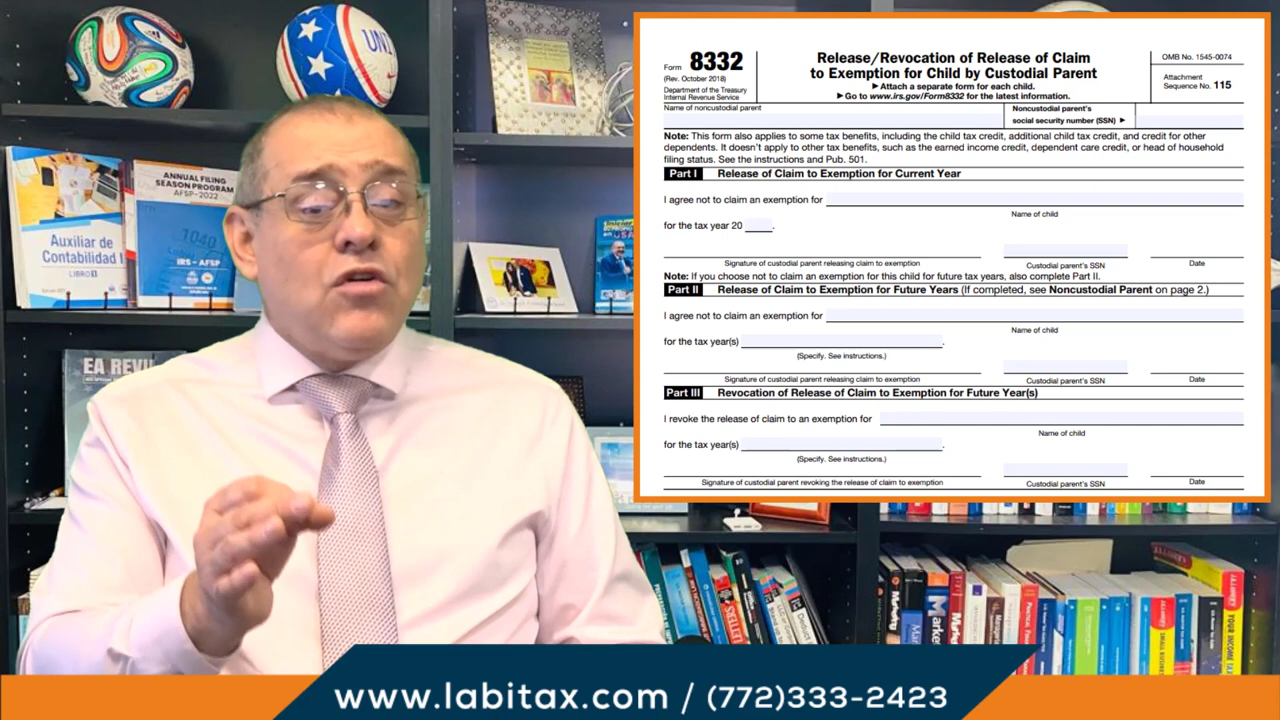 UNI
Auxiliar de
Contabilidad I
LIBRO 1
ANNUAL FILING
SEASON PROGRAM
AFSP-2022
1040
IRS - AFSP
EA REVI
Form 8332
(Rev. October 2018)
Department of the Treasury
Internal Revenue Service
Release/Revocation of Release of Claim
to Exemption for Child by Custodial Parent
▶ Attach a separate form for each child.
▶ Go to www.irs.gov/Form8332 for the latest information.
OMB No. 1545-0074
Attachment
Sequence No. 115
Name of noncustodial parent
Noncustodial parent's
social security number (SSN) ▶
Note: This form also applies to some tax benefits, including the child tax credit, additional child tax credit, and credit for other
dependents. It doesn't apply to other tax benefits, such as the earned income credit, dependent care credit, or head of household
filing status. See the instructions and Pub. 501.
Part I Release of Claim to Exemption for Current Year
I agree not to claim an exemption for
Name of child
for the tax year 20 .
Signature of custodial parent releasing claim to exemption Custodial parent's SSN Date
Note: If you choose not to claim an exemption for this child for future tax years, also complete Part II.
Part II Release of Claim to Exemption for Future Years (If completed, see Noncustodial Parent on page 2.)
I agree not to claim an exemption for
Name of child
for the tax year(s) .
(Specify. See instructions.)
Signature of custodial parent releasing claim to exemption Custodial parent's SSN Date
Part III Revocation of Release of Claim to Exemption for Future Year(s)
I revoke the release of claim to an exemption for
Name of child
for the tax year(s) .
(Specify. See instructions.)
Signature of custodial parent revoking the release of claim to exemption Custodial parent's SSN Date
LETTERS
Marke
www.labitax.com / (772)333-2423